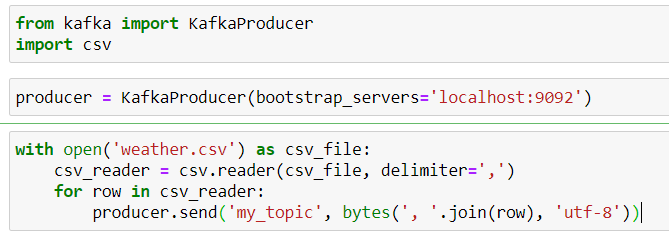 from kafka import KafkaProducer
import csv
producer = KafkaProducer(bootstrap_servers='localhost:9092')
with open('weather.csv') as csv_file:
    csv_reader = csv.reader(csv_file, delimiter=',')
    for row in csv_reader:
        producer.send('my_topic', bytes(', '.join(row), 'utf-8'))